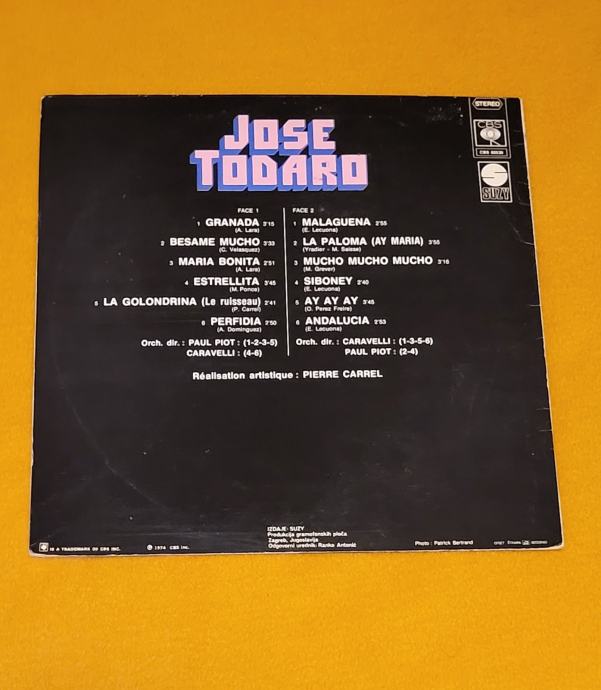 STEREO
CBS
SUZY
JOSE
TODARO
FACE 1
1 GRANADA 3'15
(A. Lara)
2 BESAME MUCHO 3'33
(C. Velasquez)
3 MARIA BONITA 2'51
(A. Lara)
4 ESTRELLITA 3'45
(M. Ponce)
5 LA GOLONDRINA (Le ruisseau) 2'41
(P. Carrel)
6 PERFIDIA 2'50
(A. Dominguez)
Orch. dir. : PAUL PIOT : (1-2-3-5)
CARAVELLI : (4-6)
FACE 2
1 MALAGUENA 2'55
(E. Lecuona)
2 LA PALOMA (AY MARIA) 3'55
(Yradier - M. Saisse)
3 MUCHO MUCHO MUCHO 3'16
(M. Grever)
4 SIBONEY 2'40
(E. Lecuona)
5 AY AY AY 3'45
(O. Perez Freire)
6 ANDALUCIA 2'53
(E. Lecuona)
Orch. dir. : CARAVELLI : (1-3-5-6)
PAUL PIOT : (2-4)
Réalisation artistique : PIERRE CARREL
IS A TRADEMARK OF CBS INC.
℗ 1974 CBS Inc.
IZDAJE: SUZY
Produkcija gramofonskih ploča
Zagreb, Jugoslavija
Odgovorni urednik: Ranko Antonić
Photo : Patrick Bertrand